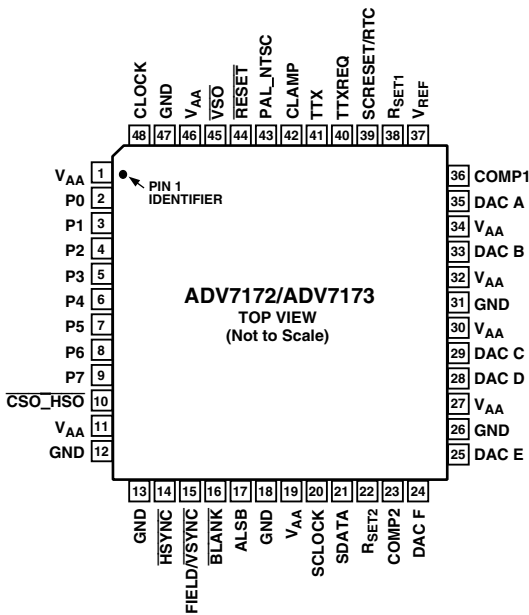 CLOCK
GND
VAA
VSO
RESET
PAL_NTSC
CLAMP
TTX
TTXREQ
SCRESET/RTC
RSET1
VREF
48 47 46 45 44 43 42 41 40 39 38 37
VAA 1
P0 2
P1 3
P2 4
P3 5
P4 6
P5 7
P6 8
P7 9
CSO_HSO 10
VAA 11
GND 12
PIN 1
IDENTIFIER
ADV7172/ADV7173
TOP VIEW
(Not to Scale)
36 COMP1
35 DAC A
34 VAA
33 DAC B
32 VAA
31 GND
30 VAA
29 DAC C
28 DAC D
27 VAA
26 GND
25 DAC E
13 14 15 16 17 18 19 20 21 22 23 24
GND
HSYNC
FIELD/VSYNC
BLANK
ALSB
GND
VAA
SCLOCK
SDATA
RSET2
COMP2
DAC F